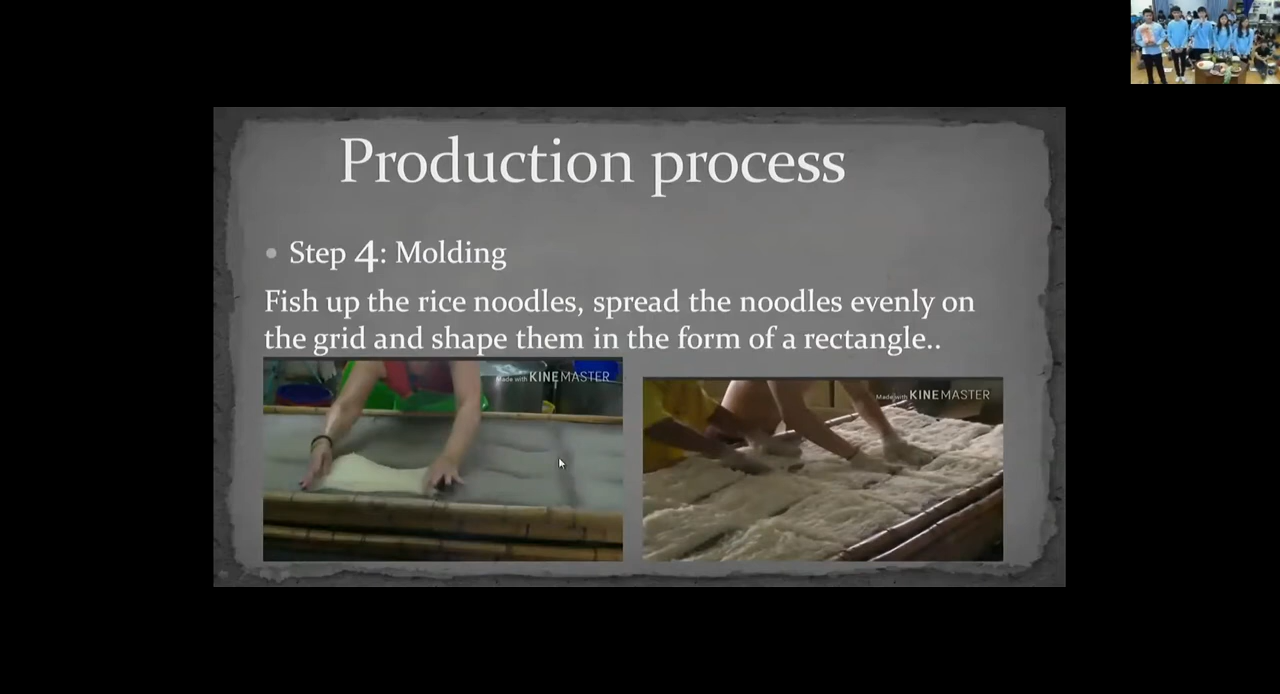 Production process
Step 4: Molding
Fish up the rice noodles, spread the noodles evenly on
the grid and shape them in the form of a rectangle..
Made with KINEMASTER
Made with KINEMASTER